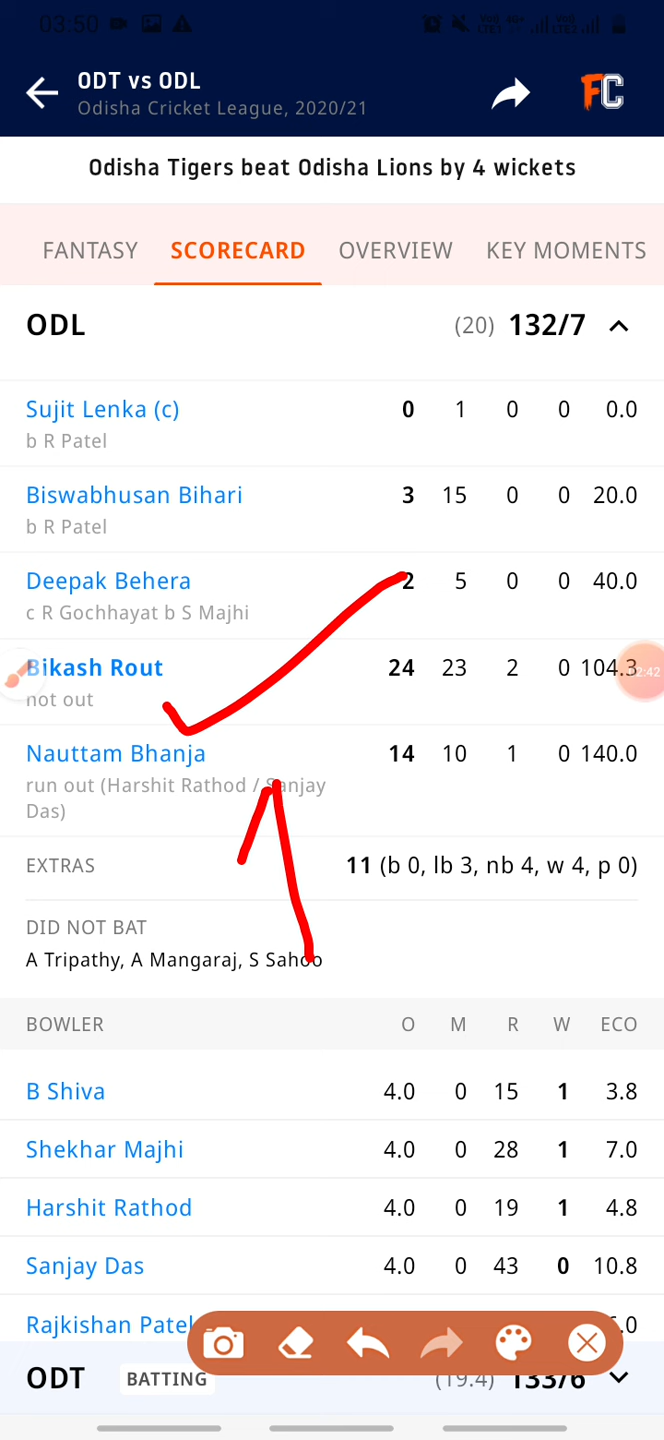 03:50
ODT vs ODL
Odisha Cricket League, 2020/21
FC
Odisha Tigers beat Odisha Lions by 4 wickets
FANTASY SCORECARD OVERVIEW KEY MOMENTS
ODL (20) 132/7
Sujit Lenka (c) 0 1 0 0 0.0
b R Patel
Biswabhusan Bihari 3 15 0 0 20.0
b R Patel
Deepak Behera 2 5 0 0 40.0
c R Gochhayat b S Majhi
Bikash Rout 24 23 2 0 104.3
not out
Nauttam Bhanja 14 10 1 0 140.0
run out (Harshit Rathod / Sanjay
Das)
EXTRAS 11 (b 0, lb 3, nb 4, w 4, p 0)
DID NOT BAT
A Tripathy, A Mangaraj, S Sahoo
BOWLER O M R W ECO
B Shiva 4.0 0 15 1 3.8
Shekhar Majhi 4.0 0 28 1 7.0
Harshit Rathod 4.0 0 19 1 4.8
Sanjay Das 4.0 0 43 0 10.8
Rajkishan Patel
ODT BATTING (19.4) 133/6